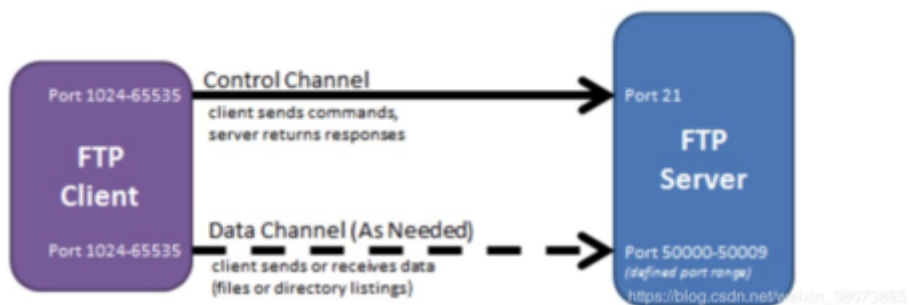 Control Channel
Port 1024-65535
Port 21
client sends commands,
server returns responses
FTP
Client
FTP
Server
Data Channel (As Needed)
Port 1024-65535
Port 50000-50009
(defined port range)
client sends or receives data
(files or directory listings)
https://blog.csdn.net/weixin_38073885